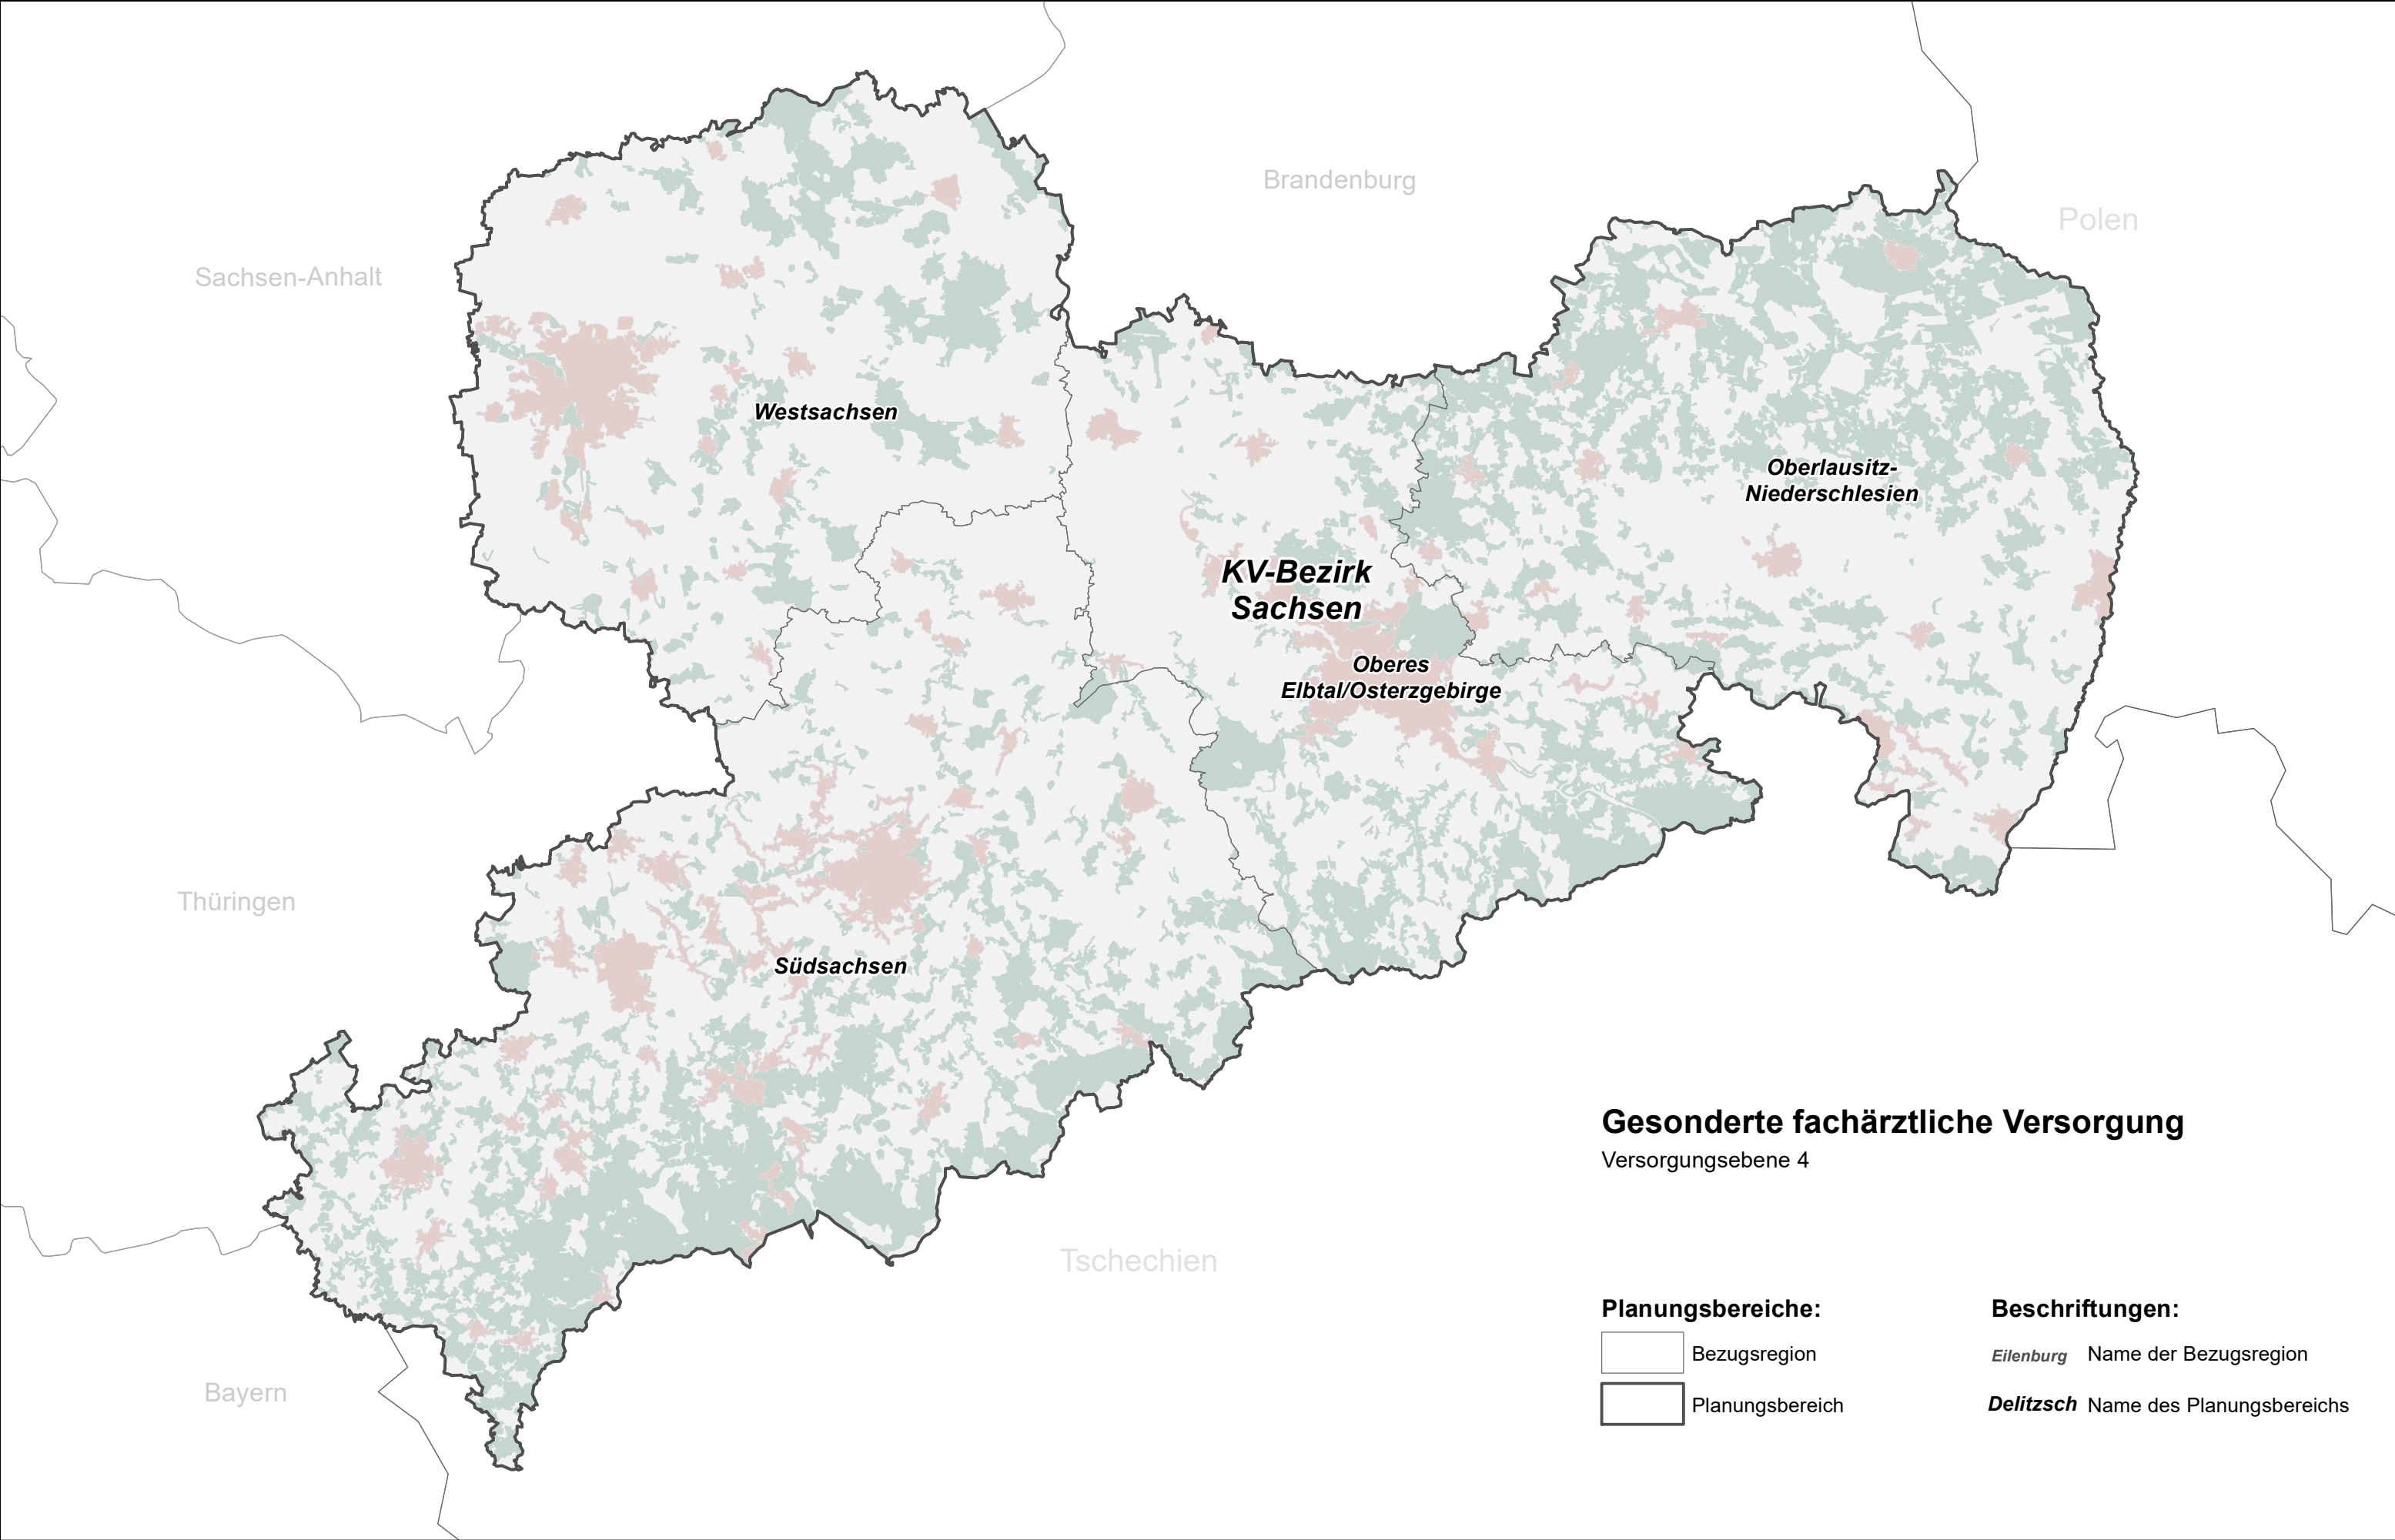 Brandenburg
Polen
Sachsen-Anhalt
Westsachsen
Oberlausitz-
Niederschlesien
KV-Bezirk
Sachsen
Oberes
Elbtal/Osterzgebirge
Thüringen
Südsachsen
Tschechien
Bayern
Gesonderte fachärztliche Versorgung
Versorgungsebene 4
Planungsbereiche:
Bezugsregion
Planungsbereich
Beschriftungen:
Eilenburg Name der Bezugsregion
Delitzsch Name des Planungsbereichs